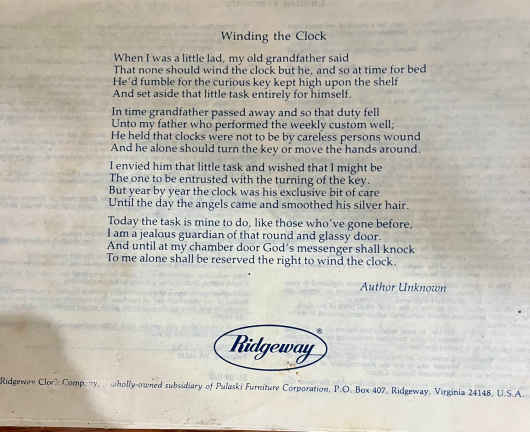 Winding the Clock
When I was a little lad, my old grandfather said
That none should wind the clock but he, and so at time for bed
He'd fumble for the curious key kept high upon the shelf
And set aside that little task entirely for himself.
In time grandfather passed away and so that duty fell
Unto my father who performed the weekly custom well;
He held that clocks were not to be by careless persons wound
And he alone should turn the key or move the hands around.
I envied him that little task and wished that I might be
The one to be entrusted with the turning of the key.
But year by year the clock was his exclusive bit of care
Until the day the angels came and smoothed his silver hair.
Today the task is mine to do, like those who've gone before,
I am a jealous guardian of that round and glassy door.
And until at my chamber door God's messenger shall knock
To me alone shall be reserved the right to wind the clock.
Author Unknown
Ridgeway ®
Ridgeway Clock Company, wholly-owned subsidiary of Pulaski Furniture Corporation, P.O. Box 407, Ridgeway, Virginia 24148, U.S.A.